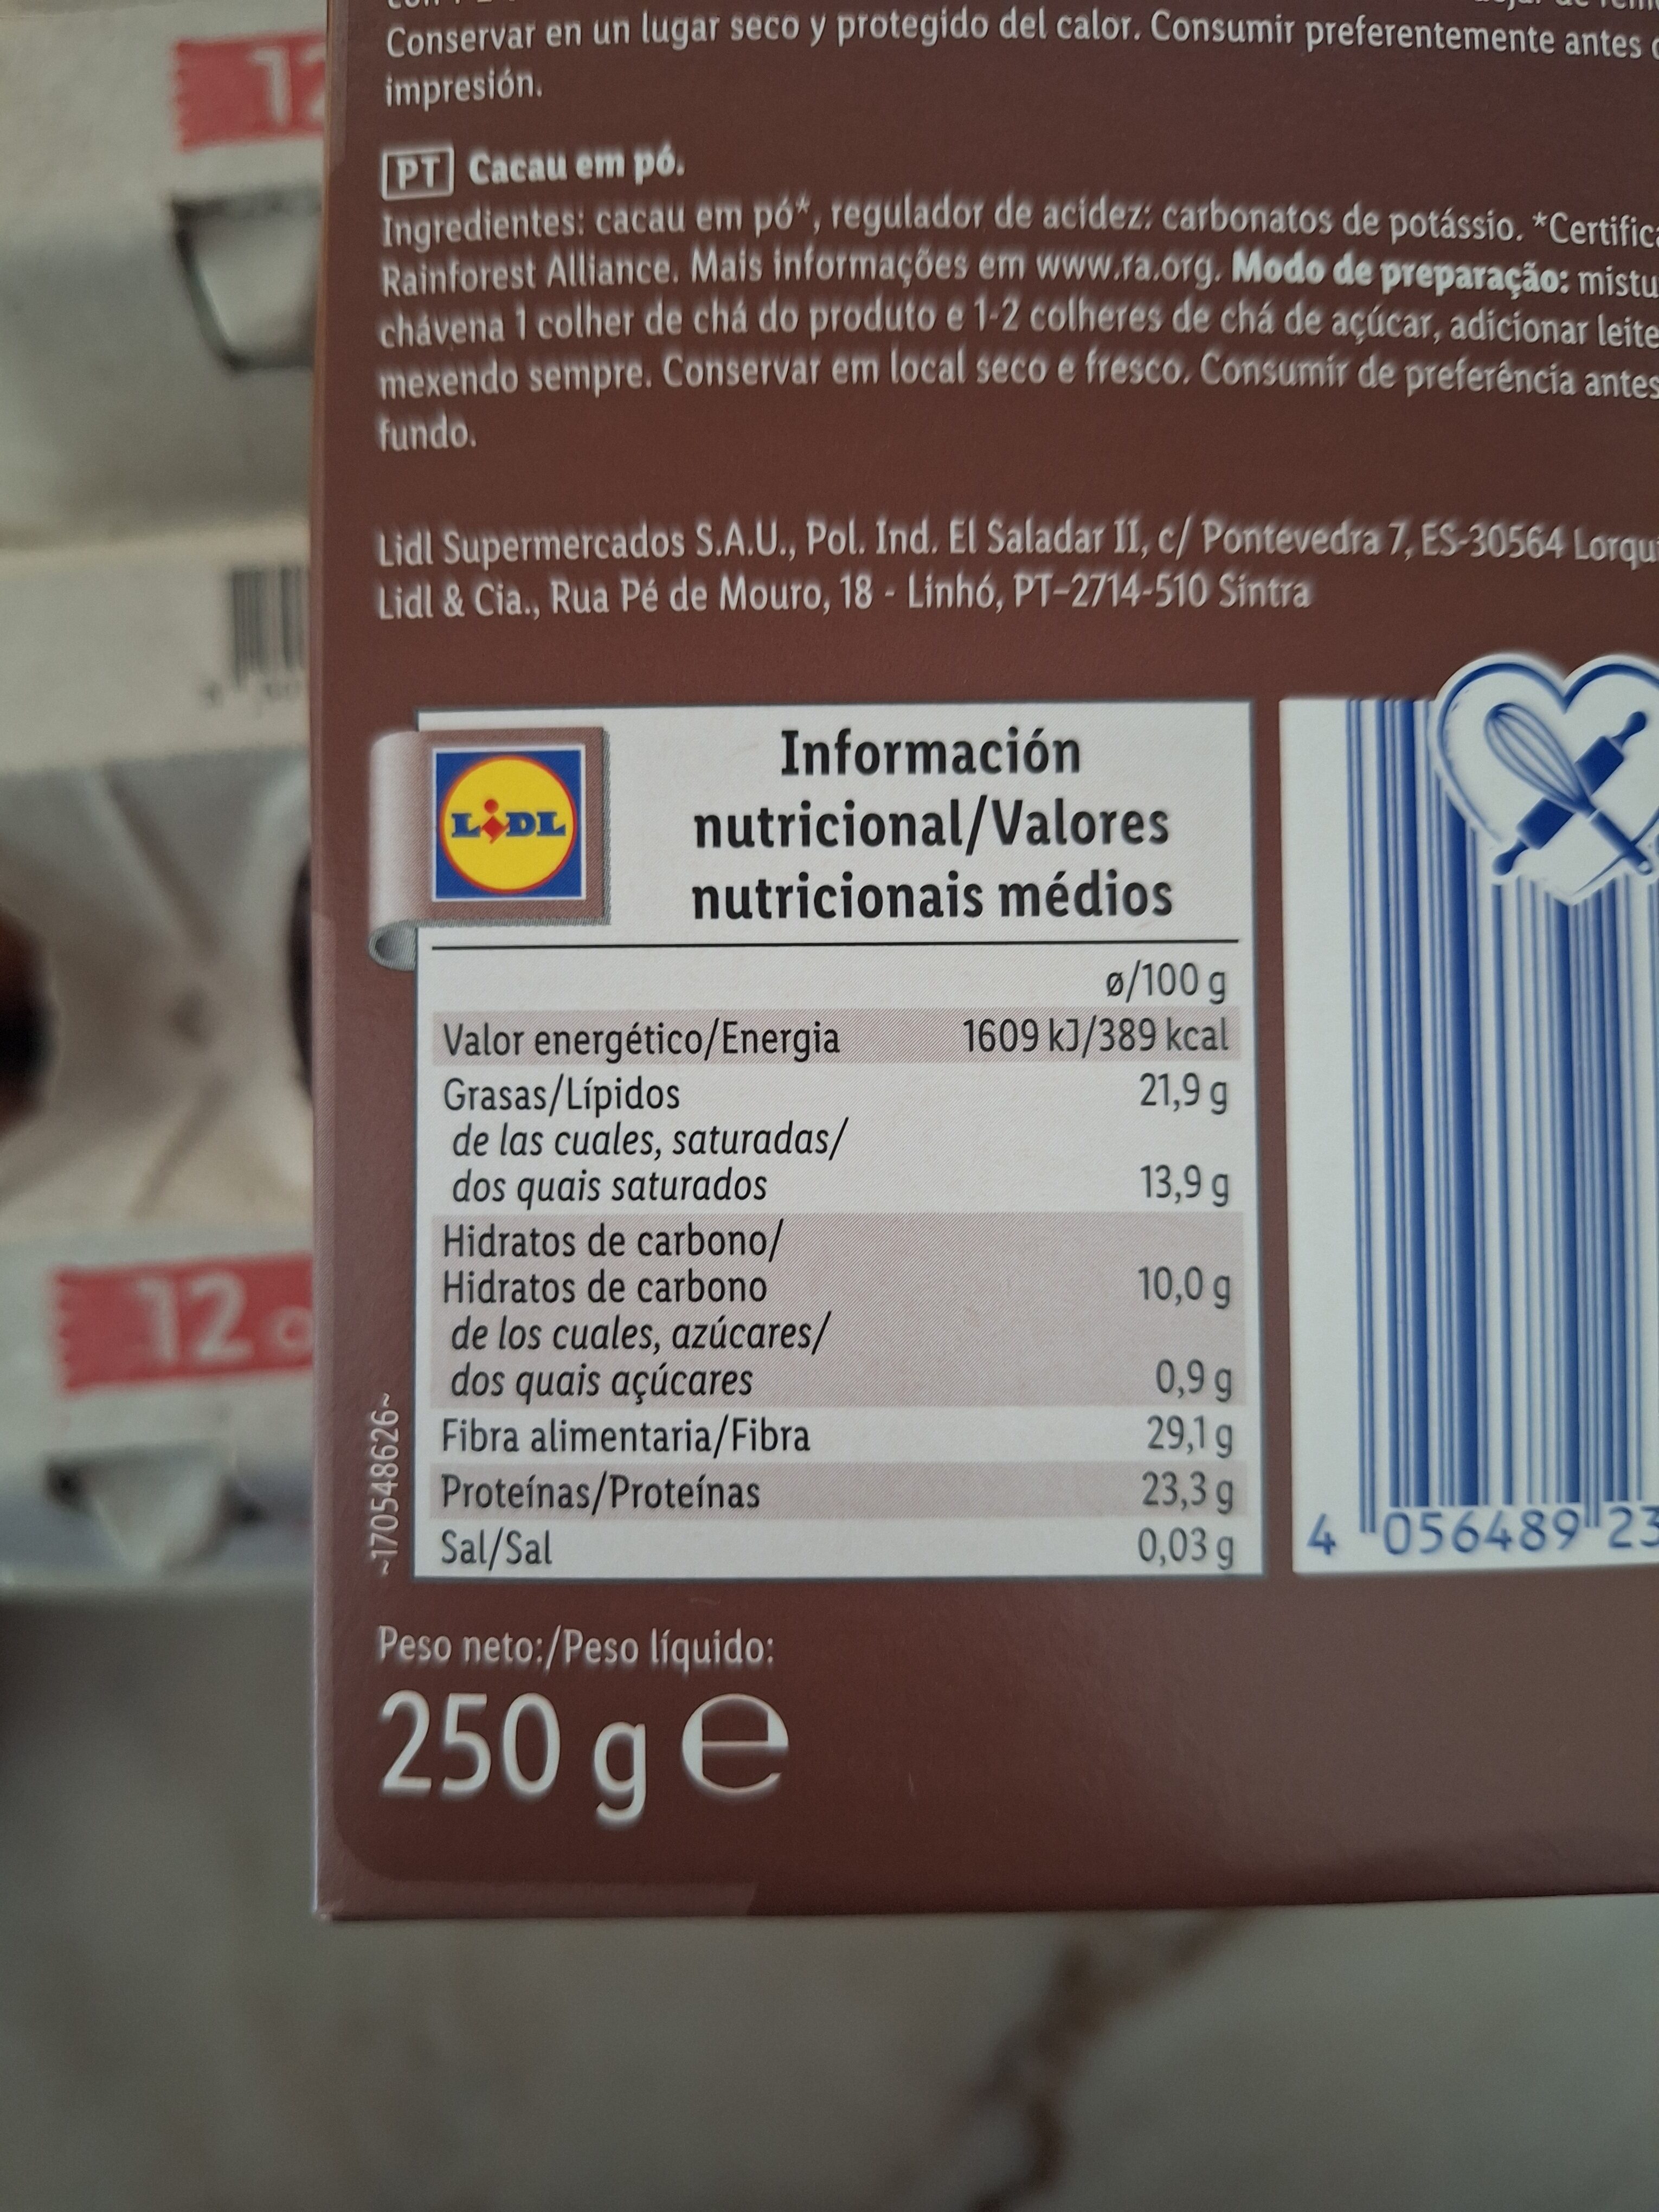 Conservar en un lugar seco y protegido del calor. Consumir preferentemente antes
impresión.
PT Cacau em pó.
Ingredientes: cacau em pó*, regulador de acidez: carbonatos de potássio. *Certific
Rainforest Alliance. Mais informações em www.ra.org. Modo de preparação: mistu
chávena 1 colher de chá do produto e 1-2 colheres de chá de açúcar, adicionar leite
mexendo sempre. Conservar em local seco e fresco. Consumir de preferência antes
fundo.
Lidl Supermercados S.A.U., Pol. Ind. El Saladar II, c/ Pontevedra 7, ES-30564 Lorqu
Lidl & Cia., Rua Pé de Mouro, 18 - Linhó, PT-2714-510 Sintra
LIDL
Información
nutricional/Valores
nutricionais médios
ø/100 g
Valor energético/Energia 1609 kJ/389 kcal
Grasas/Lípidos 21,9 g
de las cuales, saturadas/
dos quais saturados 13,9 g
Hidratos de carbono/
Hidratos de carbono 10,0 g
de los cuales, azúcares/
dos quais açúcares 0,9 g
Fibra alimentaria/Fibra 29,1 g
Proteínas/Proteínas 23,3 g
Sal/Sal 0,03 g
~170548626~
4 056489 23
Peso neto:/Peso líquido:
250 g e
12
12